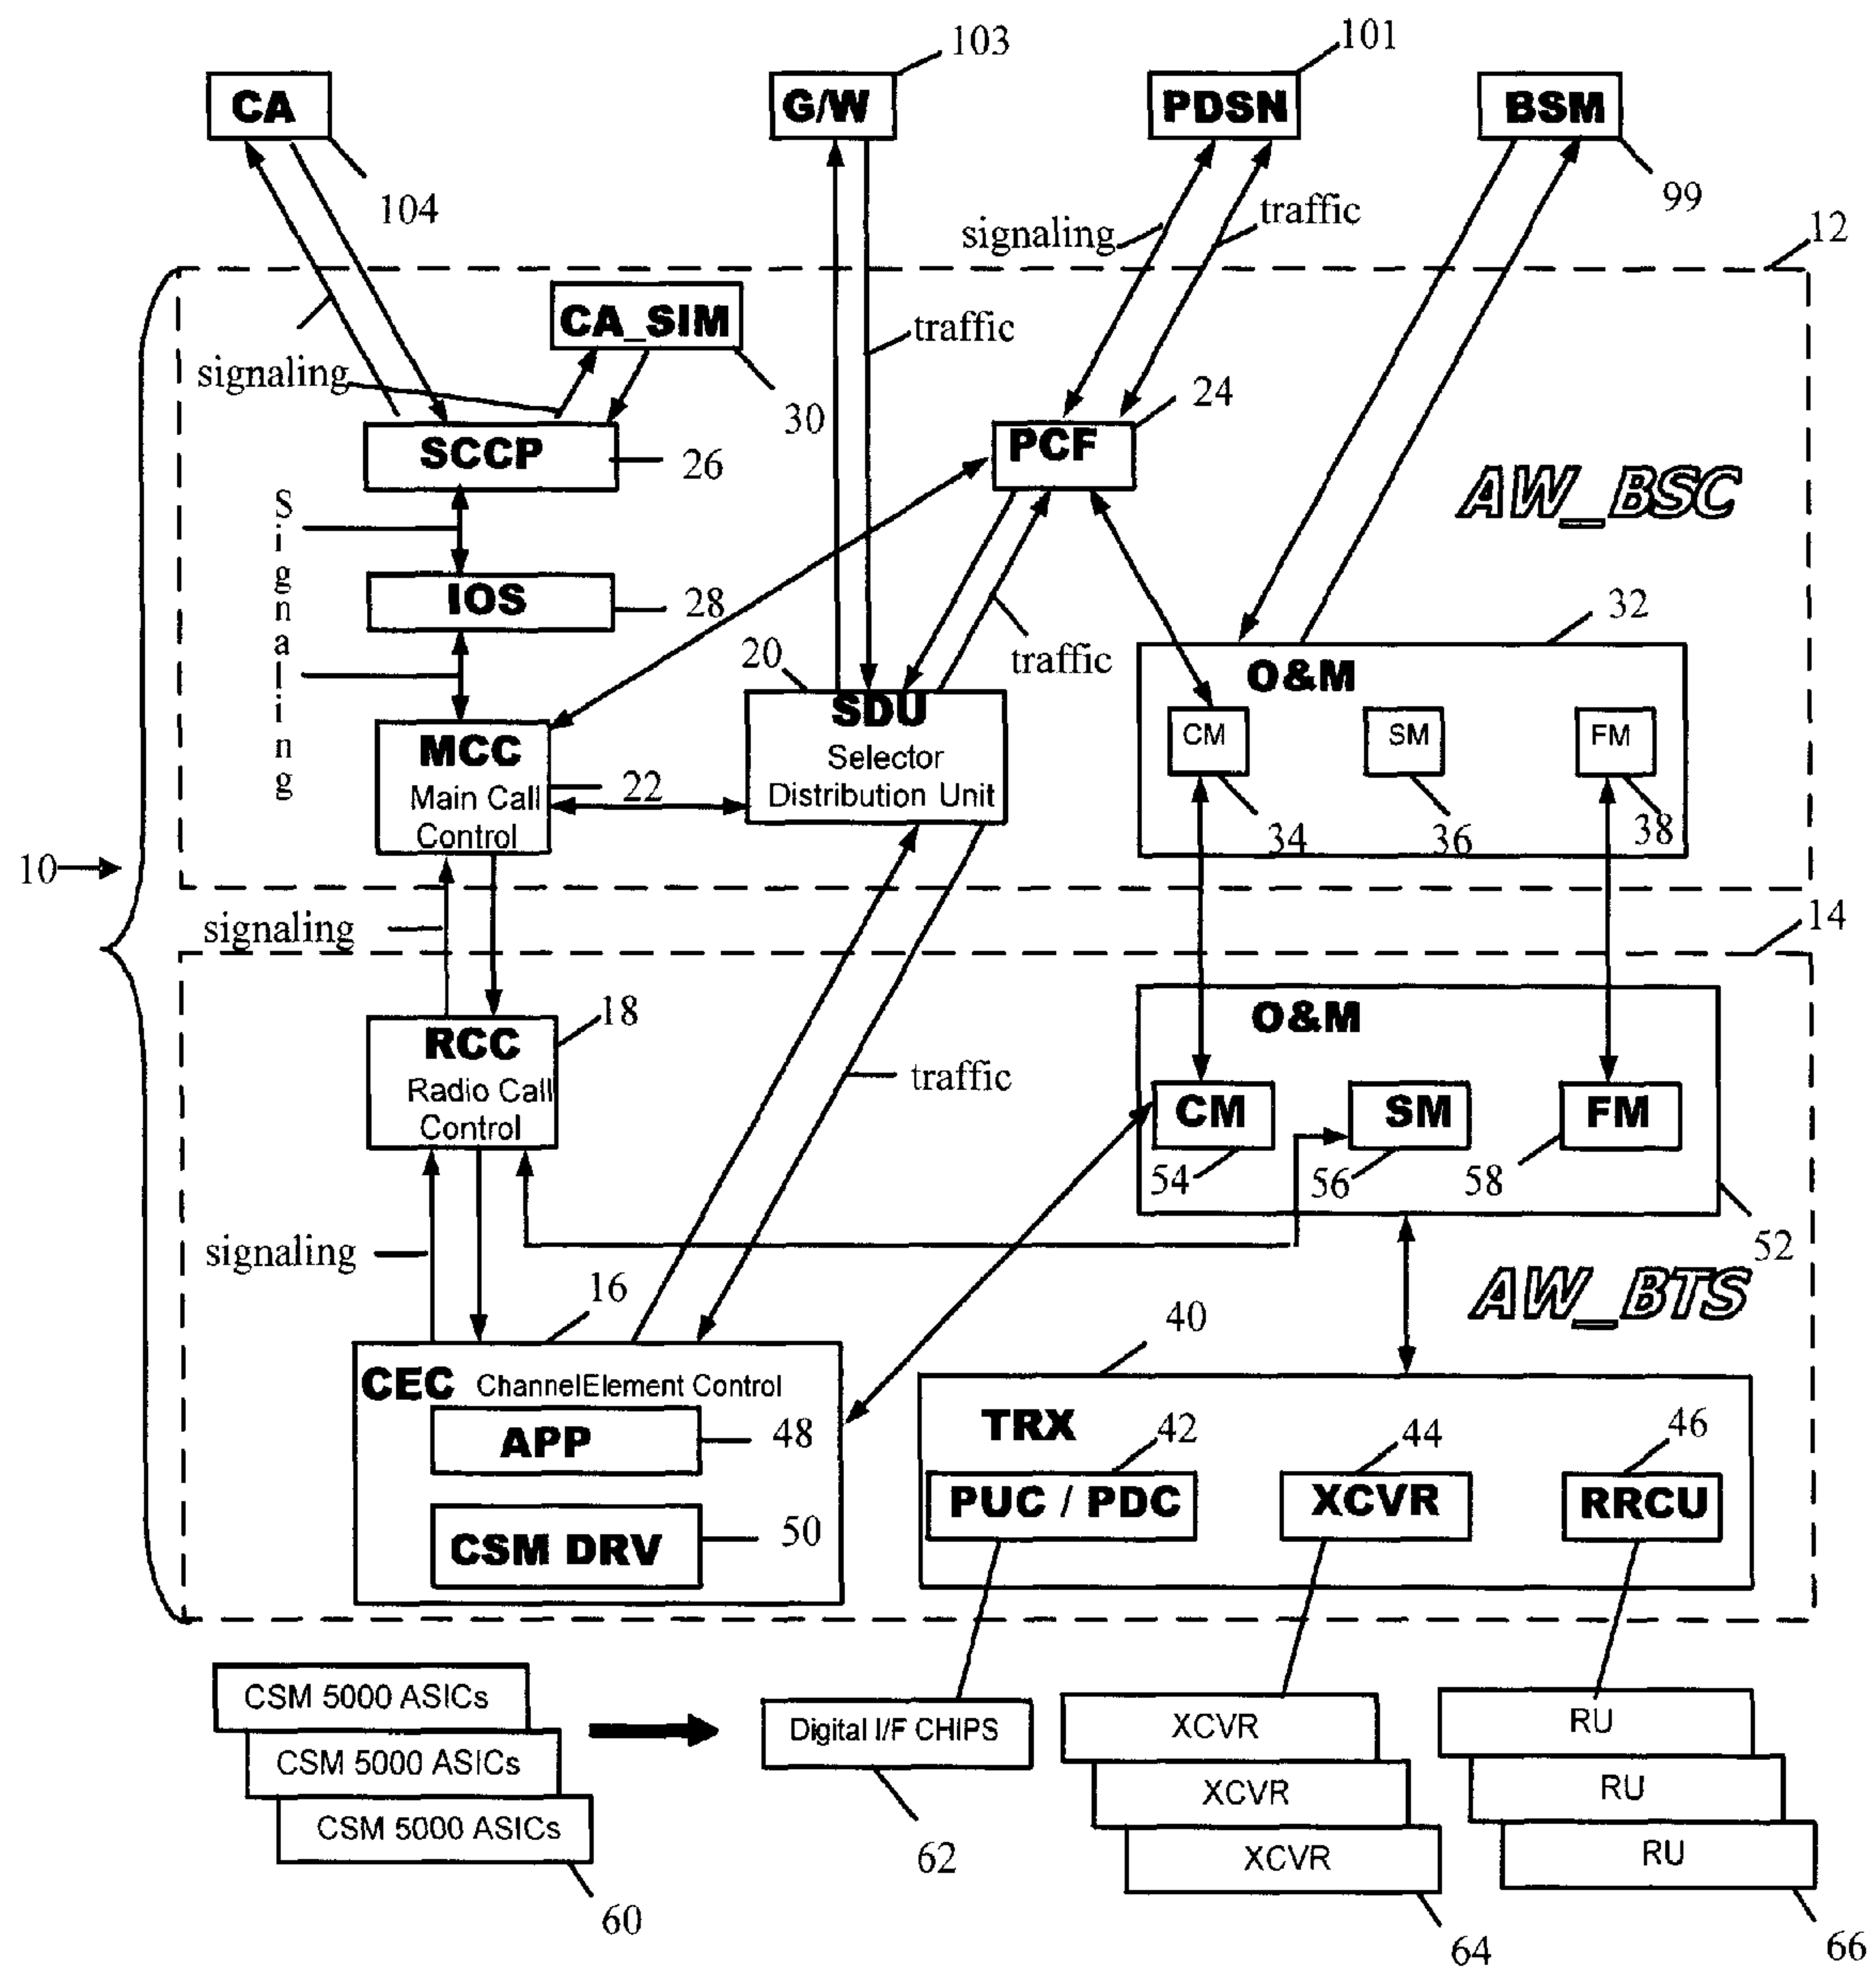 103
101
CA
G/W
PDSN
BSM
104
99
signaling
traffic
12
CA_SIM
traffic
signaling
30
24
SCCP
26
PCF
AW_BSC
Signaling
IOS
28
20
traffic
32
O&M
MCC
Main Call
Control
22
SDU
Selector
Distribution Unit
CM
SM
FM
34
36
38
10
signaling
14
RCC
Radio Call
Control
18
O&M
traffic
CM
SM
FM
54
56
58
52
signaling
16
AW_BTS
40
CEC ChannelElement Control
APP
48
CSM DRV
50
TRX
42
44
46
PUC / PDC
XCVR
RRCU
CSM 5000 ASICs
CSM 5000 ASICs
CSM 5000 ASICs
60
Digital I/F CHIPS
62
XCVR
XCVR
XCVR
64
RU
RU
RU
66